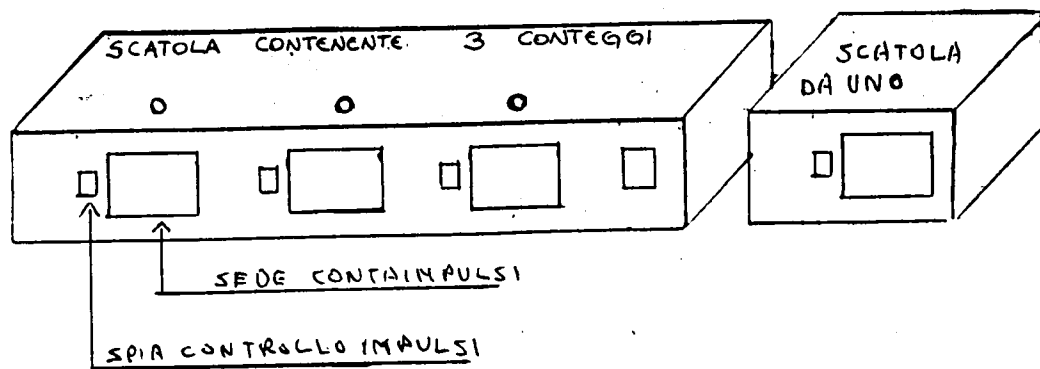 SCATOLA CONTENENTE. 3 CONTEGGI
SCATOLA
DA UNO
SEDE CONTAIMPULSI
SPIA CONTROLLO IMPULSI